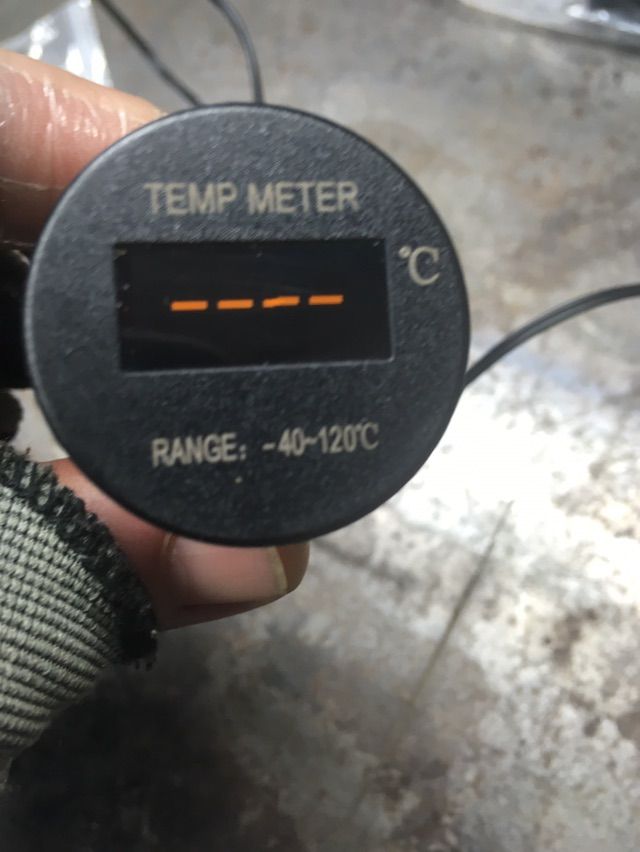 TEMP METER
℃
----
RANGE: -40~120℃